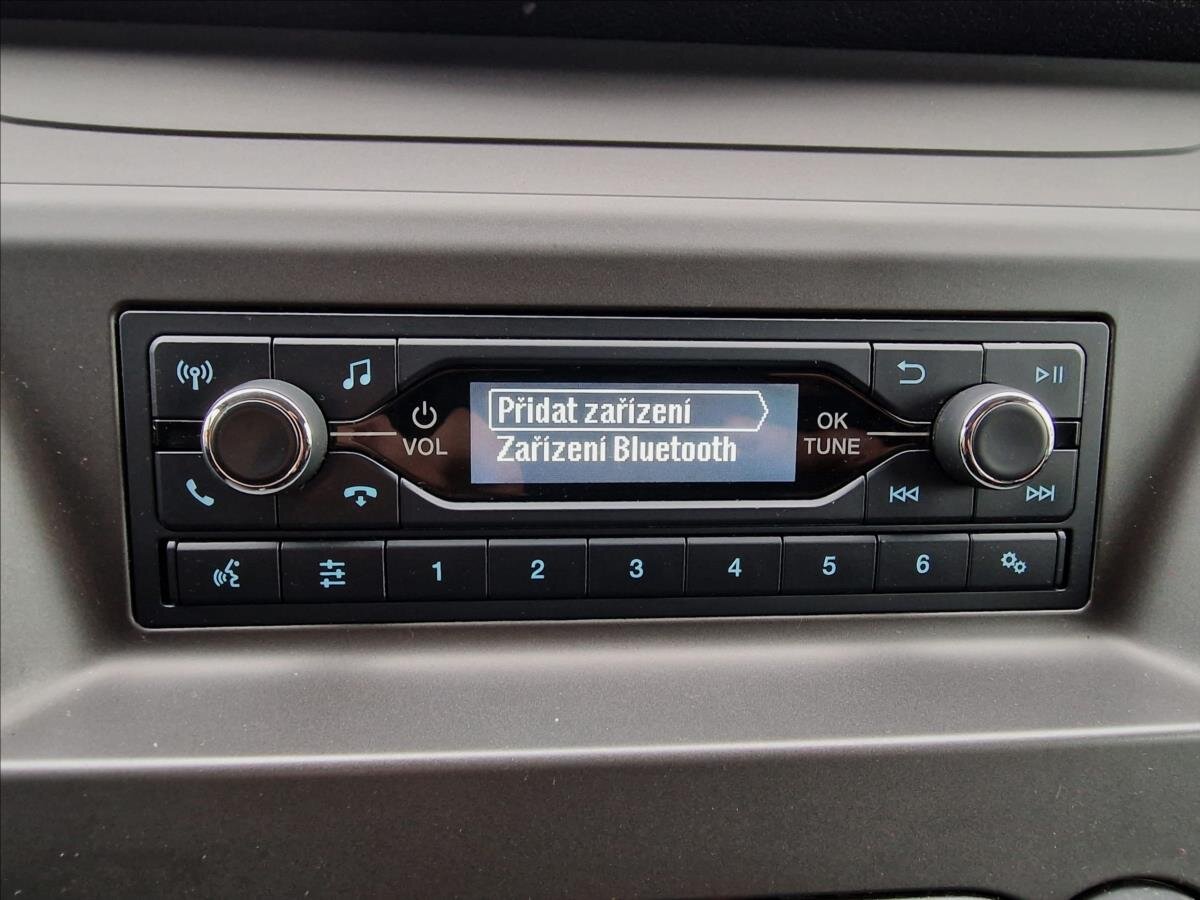 VOL
Přidat zařízení
Zařízení Bluetooth
OK
TUNE
1 2 3 4 5 6